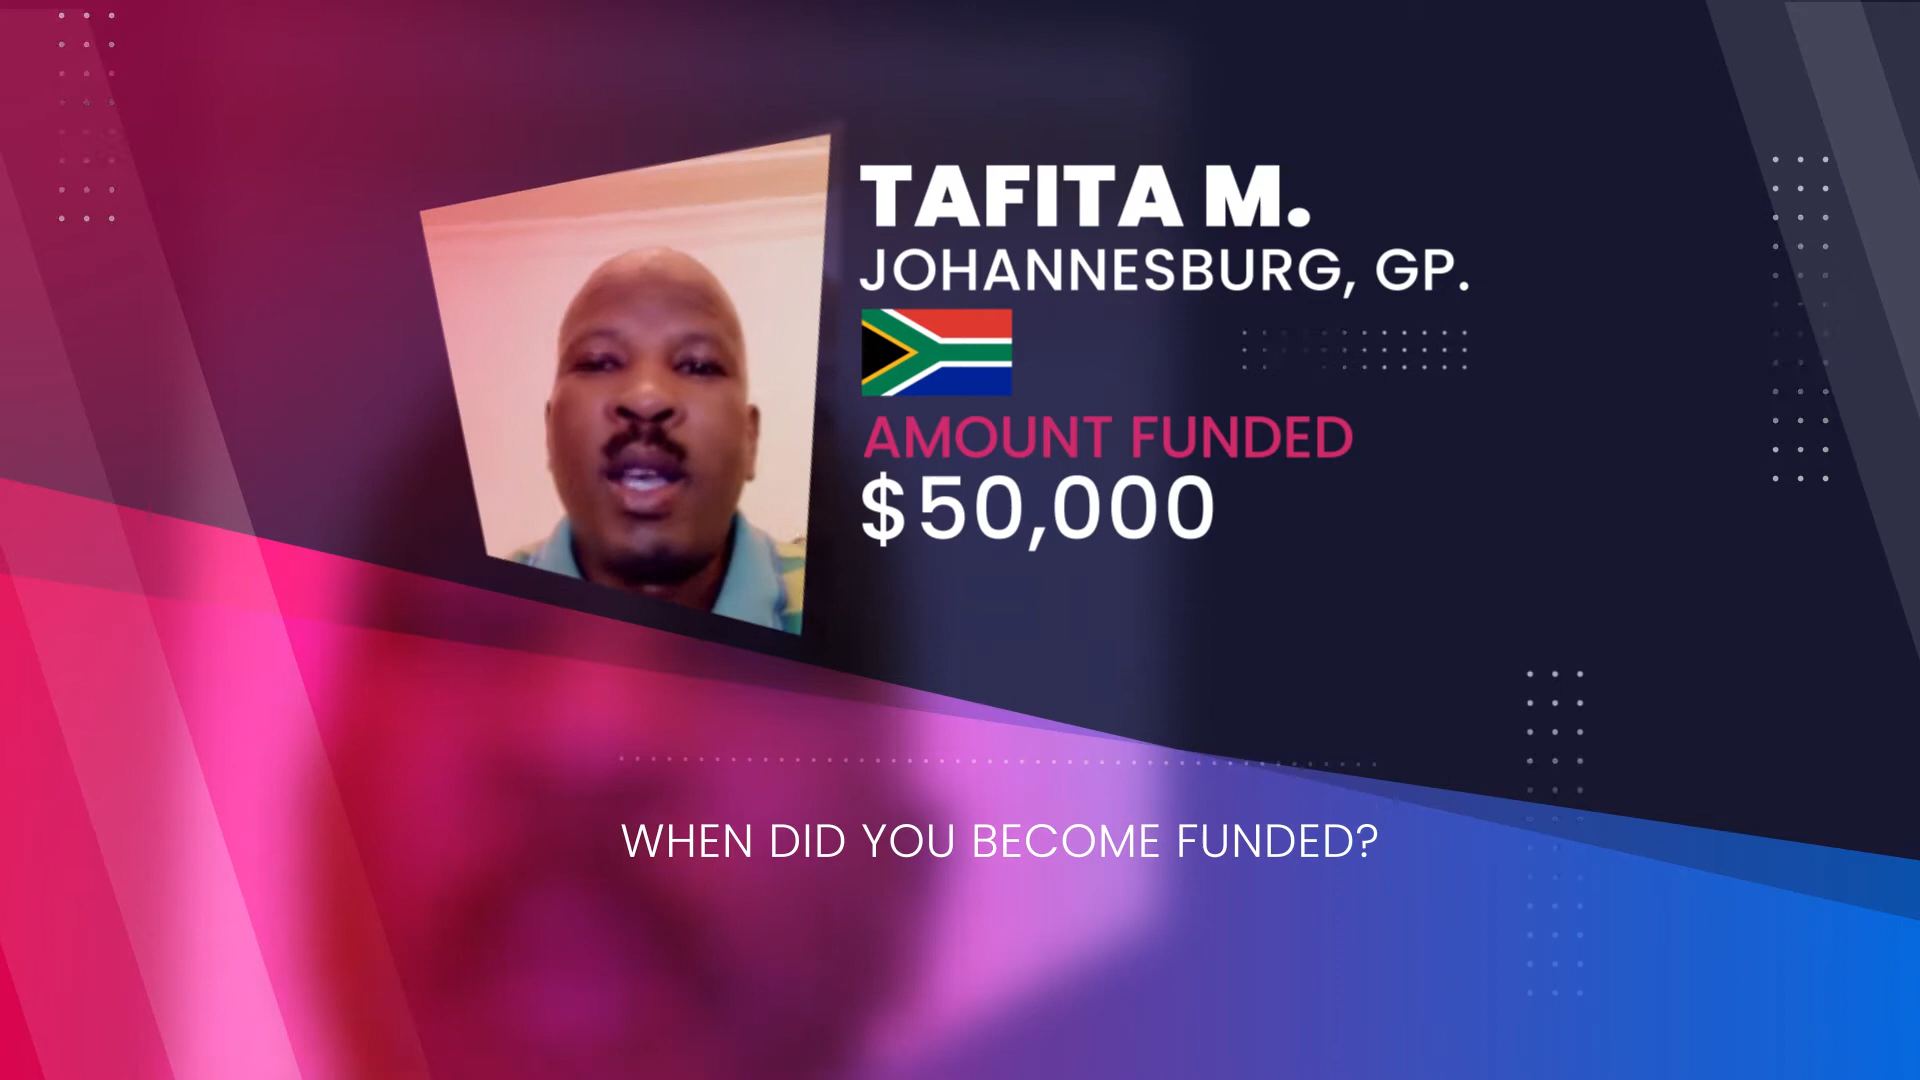 TAFITA M.
JOHANNESBURG, GP.
AMOUNT FUNDED
$50,000
WHEN DID YOU BECOME FUNDED?